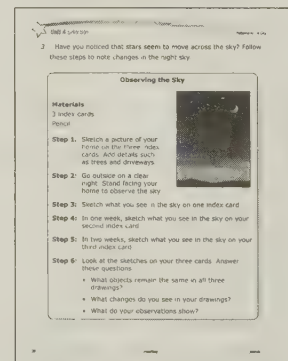 3 Have you noticed that stars seem to move across the sky? Follow
these steps to note changes in the night sky
Observing the Sky
Materials
3 index cards
Pencil
Step 1. Sketch a picture of your
home on the three index
cards. Add details such
as trees and driveways
Step 2: Go outside on a clear
night. Stand facing your
home to observe the sky
Step 3: Sketch what you see in the sky on one index card
Step 4: In one week, sketch what you see in the sky on your
second index card
Step 5: In two weeks, sketch what you see in the sky on your
third index card
Step 6: Look at the sketches on your three cards. Answer
these questions
• What objects remain the same in all three
drawings?
• What changes do you see in your drawings?
• What do your observations show?